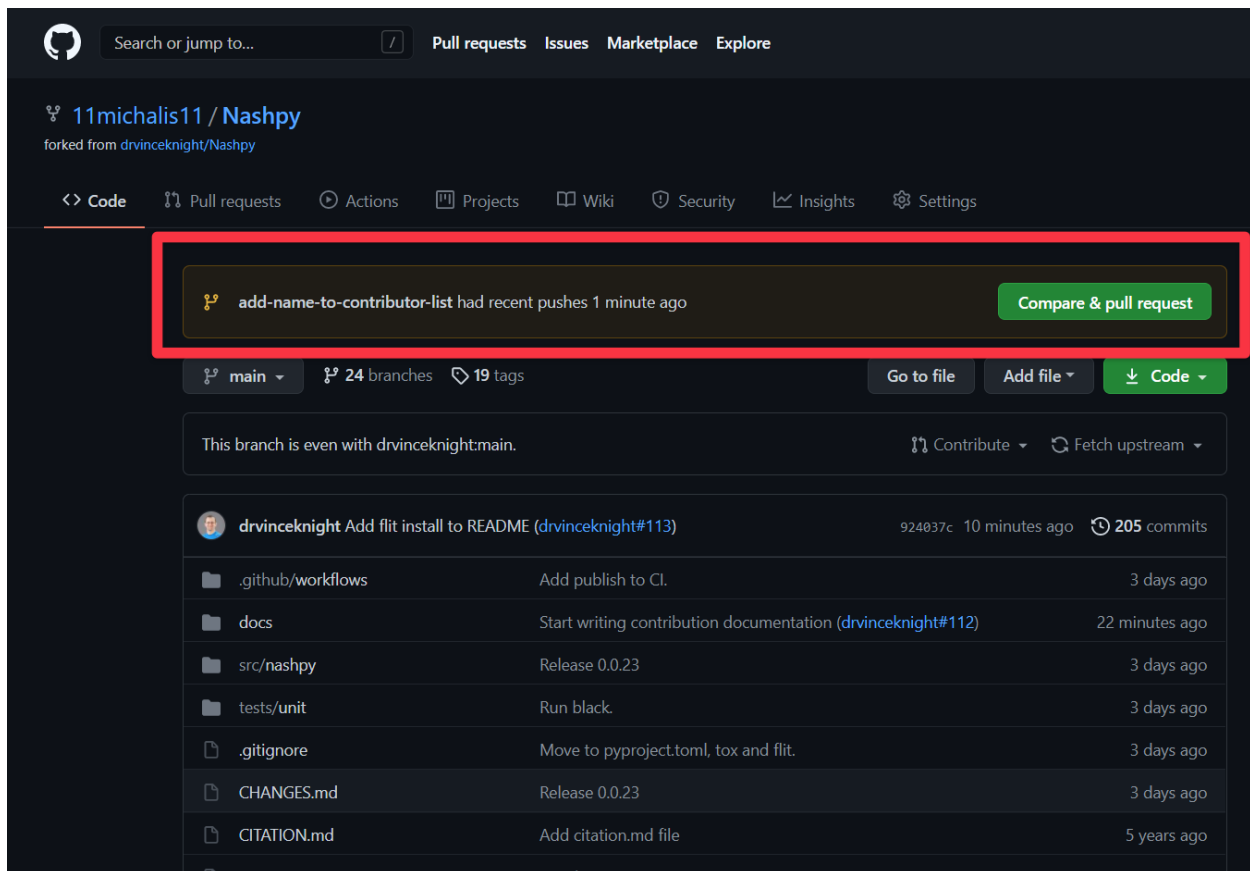 Search or jump to... / Pull requests Issues Marketplace Explore
11michalis11 / Nashpy
forked from drvinceknight/Nashpy
<> Code Pull requests Actions Projects Wiki Security Insights Settings
add-name-to-contributor-list had recent pushes 1 minute ago Compare & pull request
main 24 branches 19 tags Go to file Add file Code
This branch is even with drvinceknight:main. Contribute Fetch upstream
drvinceknight Add flit install to README (drvinceknight#113) 924037c 10 minutes ago 205 commits
.github/workflows Add publish to CI. 3 days ago
docs Start writing contribution documentation (drvinceknight#112) 22 minutes ago
src/nashpy Release 0.0.23 3 days ago
tests/unit Run black. 3 days ago
.gitignore Move to pyproject.toml, tox and flit. 3 days ago
CHANGES.md Release 0.0.23 3 days ago
CITATION.md Add citation.md file 5 years ago